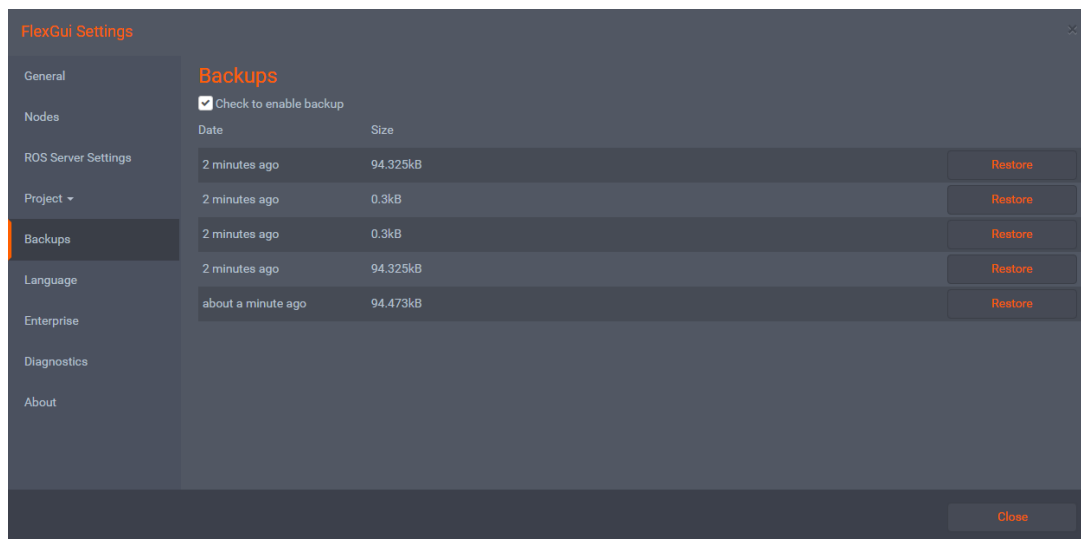 FlexGui Settings
×
General
Nodes
ROS Server Settings
Project
Backups
Language
Enterprise
Diagnostics
About
Backups
Check to enable backup
Date Size
2 minutes ago 94.325kB Restore
2 minutes ago 0.3kB Restore
2 minutes ago 0.3kB Restore
2 minutes ago 94.325kB Restore
about a minute ago 94.473kB Restore
Close